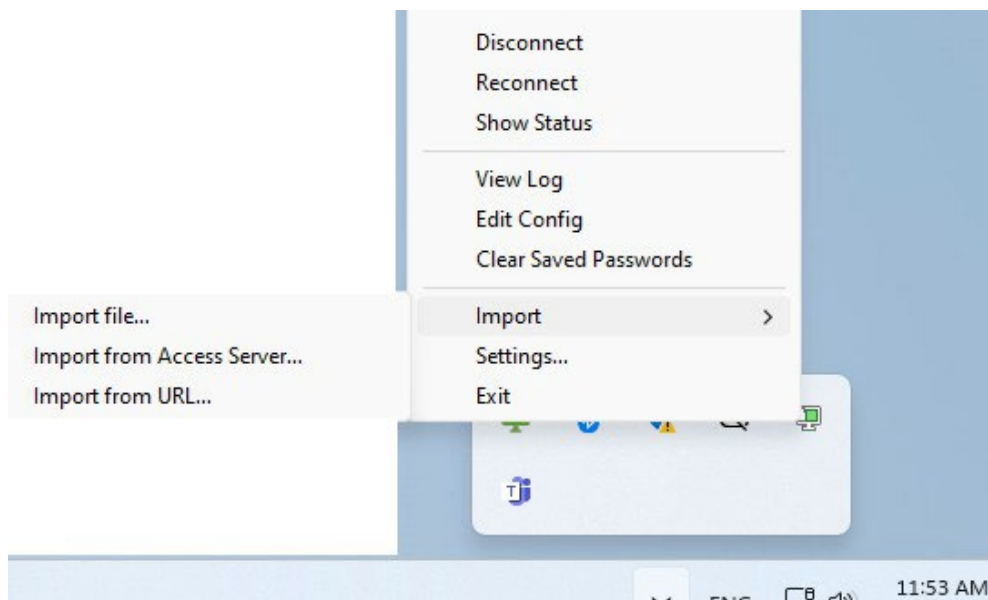 Disconnect
Reconnect
Show Status
View Log
Edit Config
Clear Saved Passwords
Import
Settings...
Exit
Import file...
Import from Access Server...
Import from URL...
ENG
11:53 AM